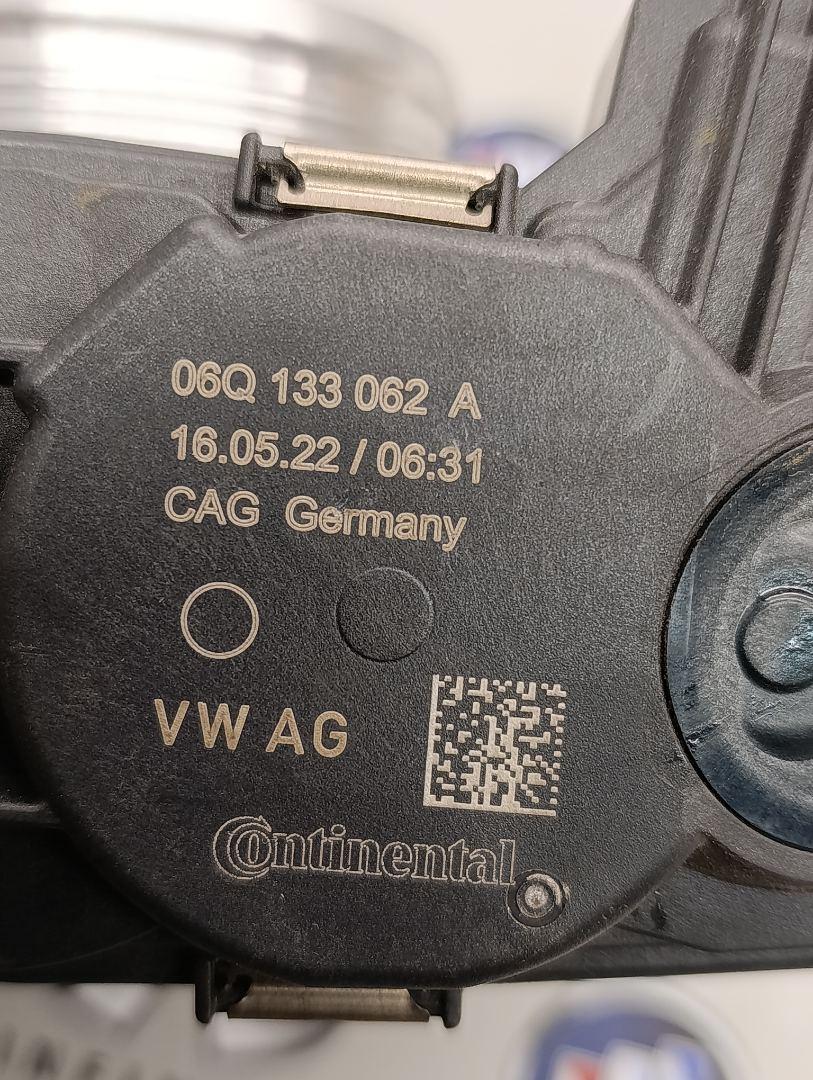 06Q 133 062 A
16.05.22 / 06:31
CAG Germany
VW AG
Continental